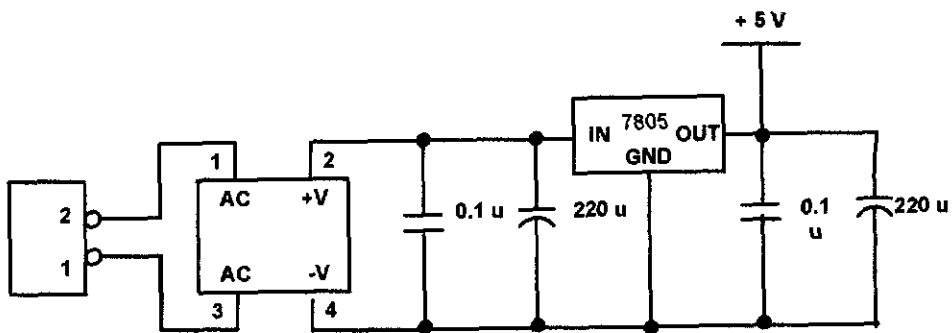 + 5 V
IN 7805 OUT
GND
1
2
AC +V
2
1
AC -V
3
4
0.1 u
220 u
0.1
u
220 u